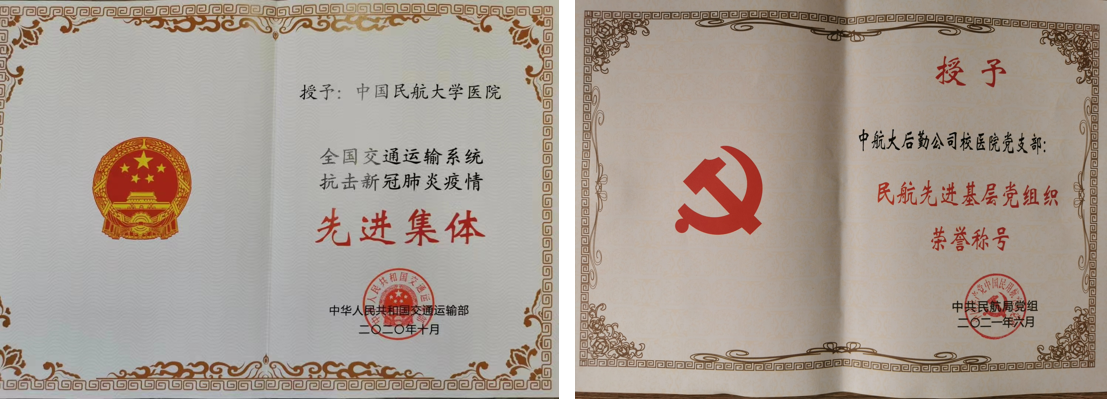 授予：中国民航大学医院
全国交通运输系统
抗击新冠肺炎疫情
先进集体
中华人民共和国交通运输部
二〇二〇年十月
授予
中航大后勤公司校医院党支部：
民航先进基层党组织
荣誉称号
中共民航局党组
二〇二一年六月